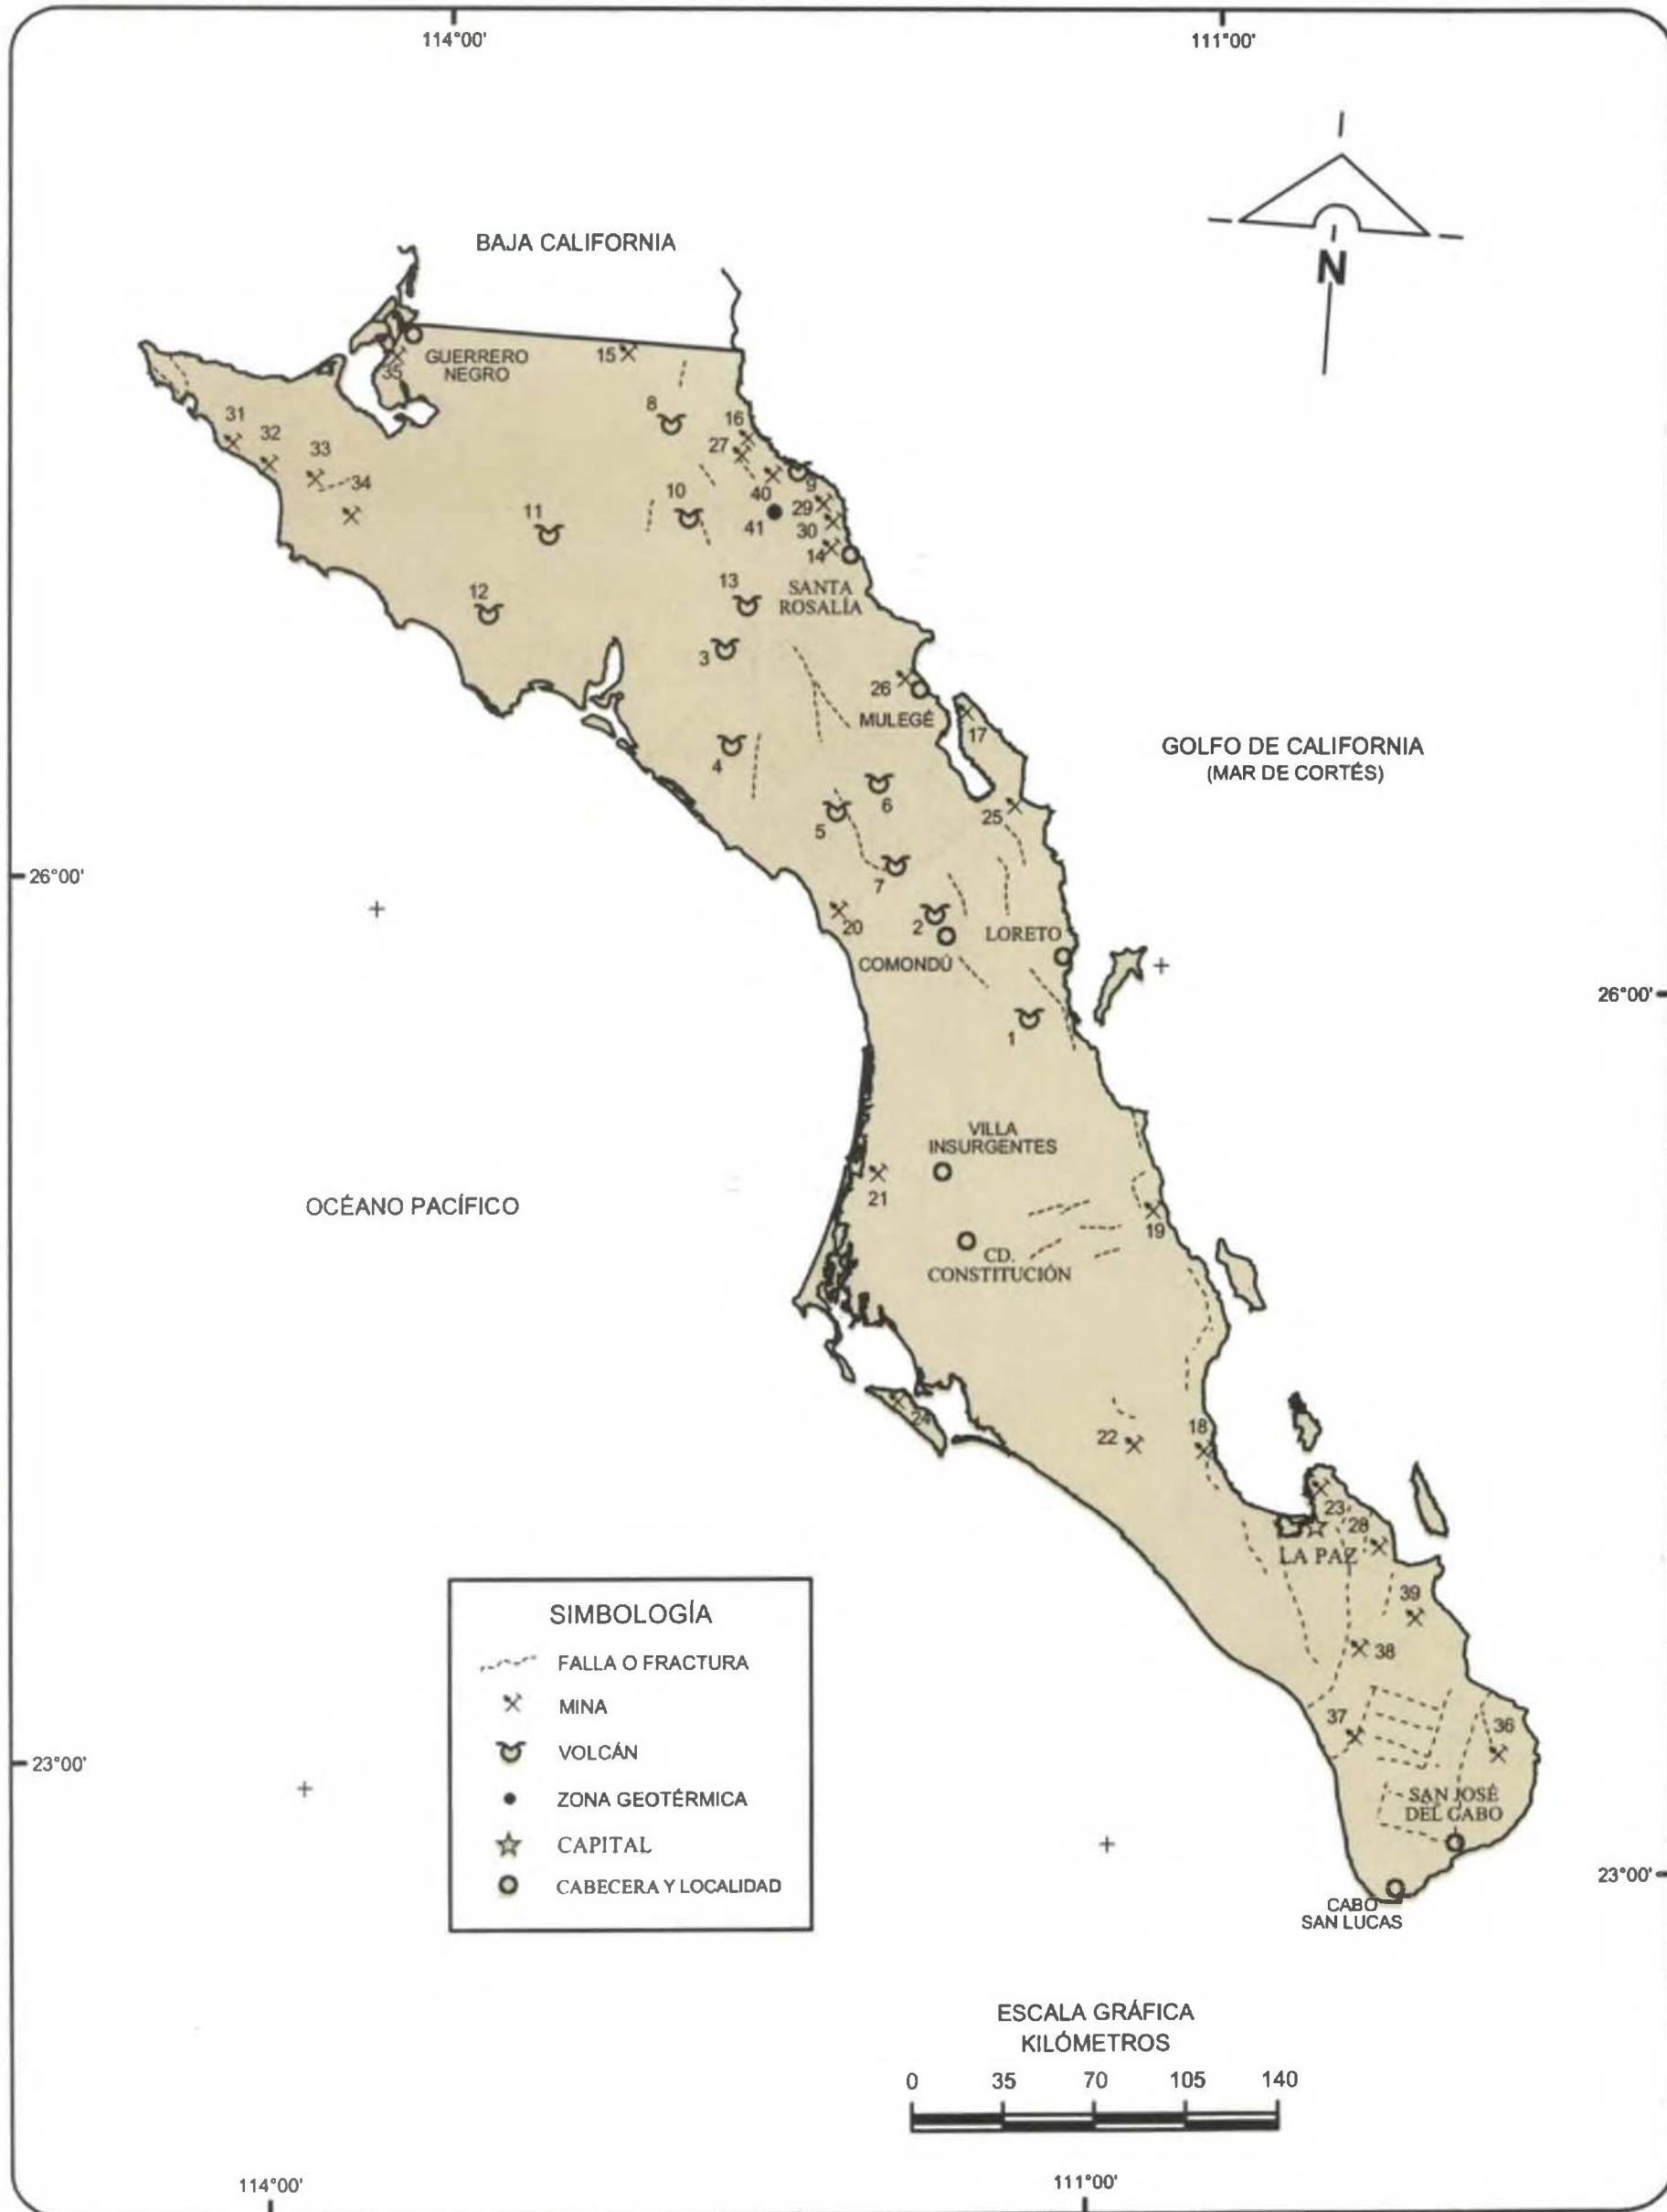 114°00'
111°00'
BAJA CALIFORNIA
N
GUERRERO
NEGRO
35
15
8
31
32
33
34
16
27
40
9
10
29
11
41
30
14
SANTA
ROSALÍA
13
12
3
26
MULEGÉ
17
4
GOLFO DE CALIFORNIA
(MAR DE CORTÉS)
6
5
25
26°00'
7
20
2
LORETO
COMONDÚ
26°00'
1
VILLA
INSURGENTES
21
OCÉANO PACÍFICO
19
CD.
CONSTITUCIÓN
24
22
18
23
28
LA PAZ
39
38
37
36
23°00'
SAN JOSÉ
DEL CABO
23°00'
CABO
SAN LUCAS
SIMBOLOGÍA
FALLA O FRACTURA
MINA
VOLCÁN
ZONA GEOTÉRMICA
CAPITAL
CABECERA Y LOCALIDAD
ESCALA GRÁFICA
KILÓMETROS
0 35 70 105 140
114°00'
111°00'